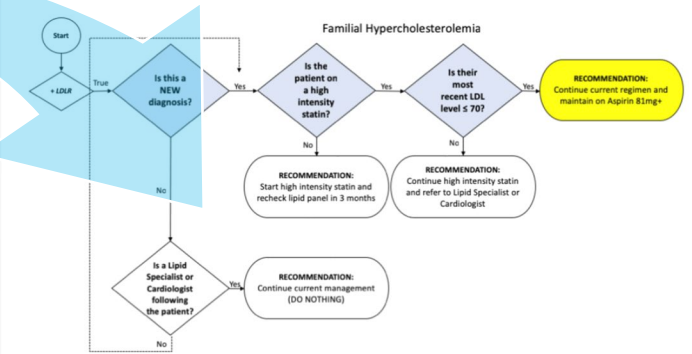 Familial Hypercholesterolemia
Start
+ LDLR
True
Is this a
NEW
diagnosis?
Yes
Is the
patient on
a high
intensity
statin?
Yes
Is their
most
recent LDL
level ≤ 70?
Yes
RECOMMENDATION:
Continue current regimen and
maintain on Aspirin 81mg+
No
RECOMMENDATION:
Start high intensity statin and
recheck lipid panel in 3 months
No
RECOMMENDATION:
Continue high intensity statin
and refer to Lipid Specialist or
Cardiologist
No
Is a Lipid
Specialist or
Cardiologist
following
the patient?
Yes
RECOMMENDATION:
Continue current management
(DO NOTHING)
No